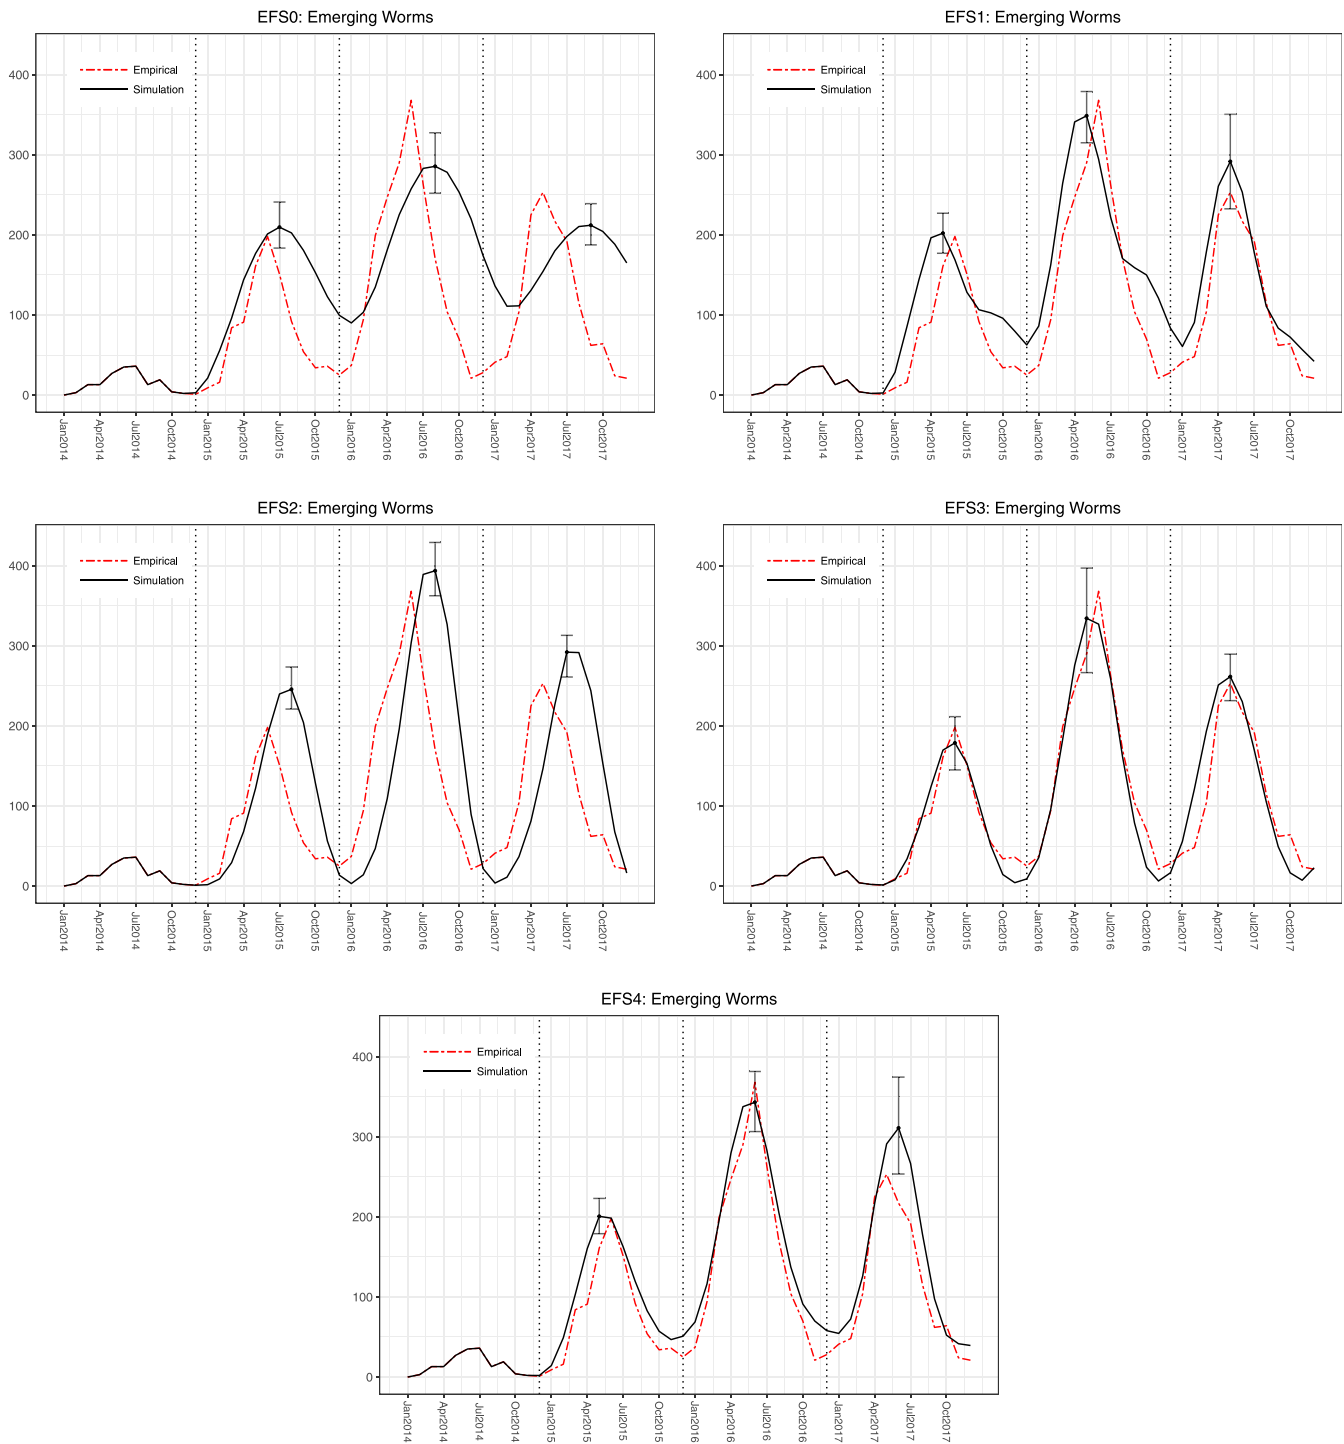 EFS0: Emerging Worms
400
300
200
100
0
Empirical
Simulation
Jan2014
Apr2014
Jul2014
Oct2014
Jan2015
Apr2015
Jul2015
Oct2015
Jan2016
Apr2016
Jul2016
Oct2016
Jan2017
Apr2017
Jul2017
Oct2017
EFS1: Emerging Worms
400
300
200
100
0
Empirical
Simulation
Jan2014
Apr2014
Jul2014
Oct2014
Jan2015
Apr2015
Jul2015
Oct2015
Jan2016
Apr2016
Jul2016
Oct2016
Jan2017
Apr2017
Jul2017
Oct2017
EFS2: Emerging Worms
400
300
200
100
0
Empirical
Simulation
Jan2014
Apr2014
Jul2014
Oct2014
Jan2015
Apr2015
Jul2015
Oct2015
Jan2016
Apr2016
Jul2016
Oct2016
Jan2017
Apr2017
Jul2017
Oct2017
EFS3: Emerging Worms
400
300
200
100
0
Empirical
Simulation
Jan2014
Apr2014
Jul2014
Oct2014
Jan2015
Apr2015
Jul2015
Oct2015
Jan2016
Apr2016
Jul2016
Oct2016
Jan2017
Apr2017
Jul2017
Oct2017
EFS4: Emerging Worms
400
300
200
100
0
Empirical
Simulation
Jan2014
Apr2014
Jul2014
Oct2014
Jan2015
Apr2015
Jul2015
Oct2015
Jan2016
Apr2016
Jul2016
Oct2016
Jan2017
Apr2017
Jul2017
Oct2017